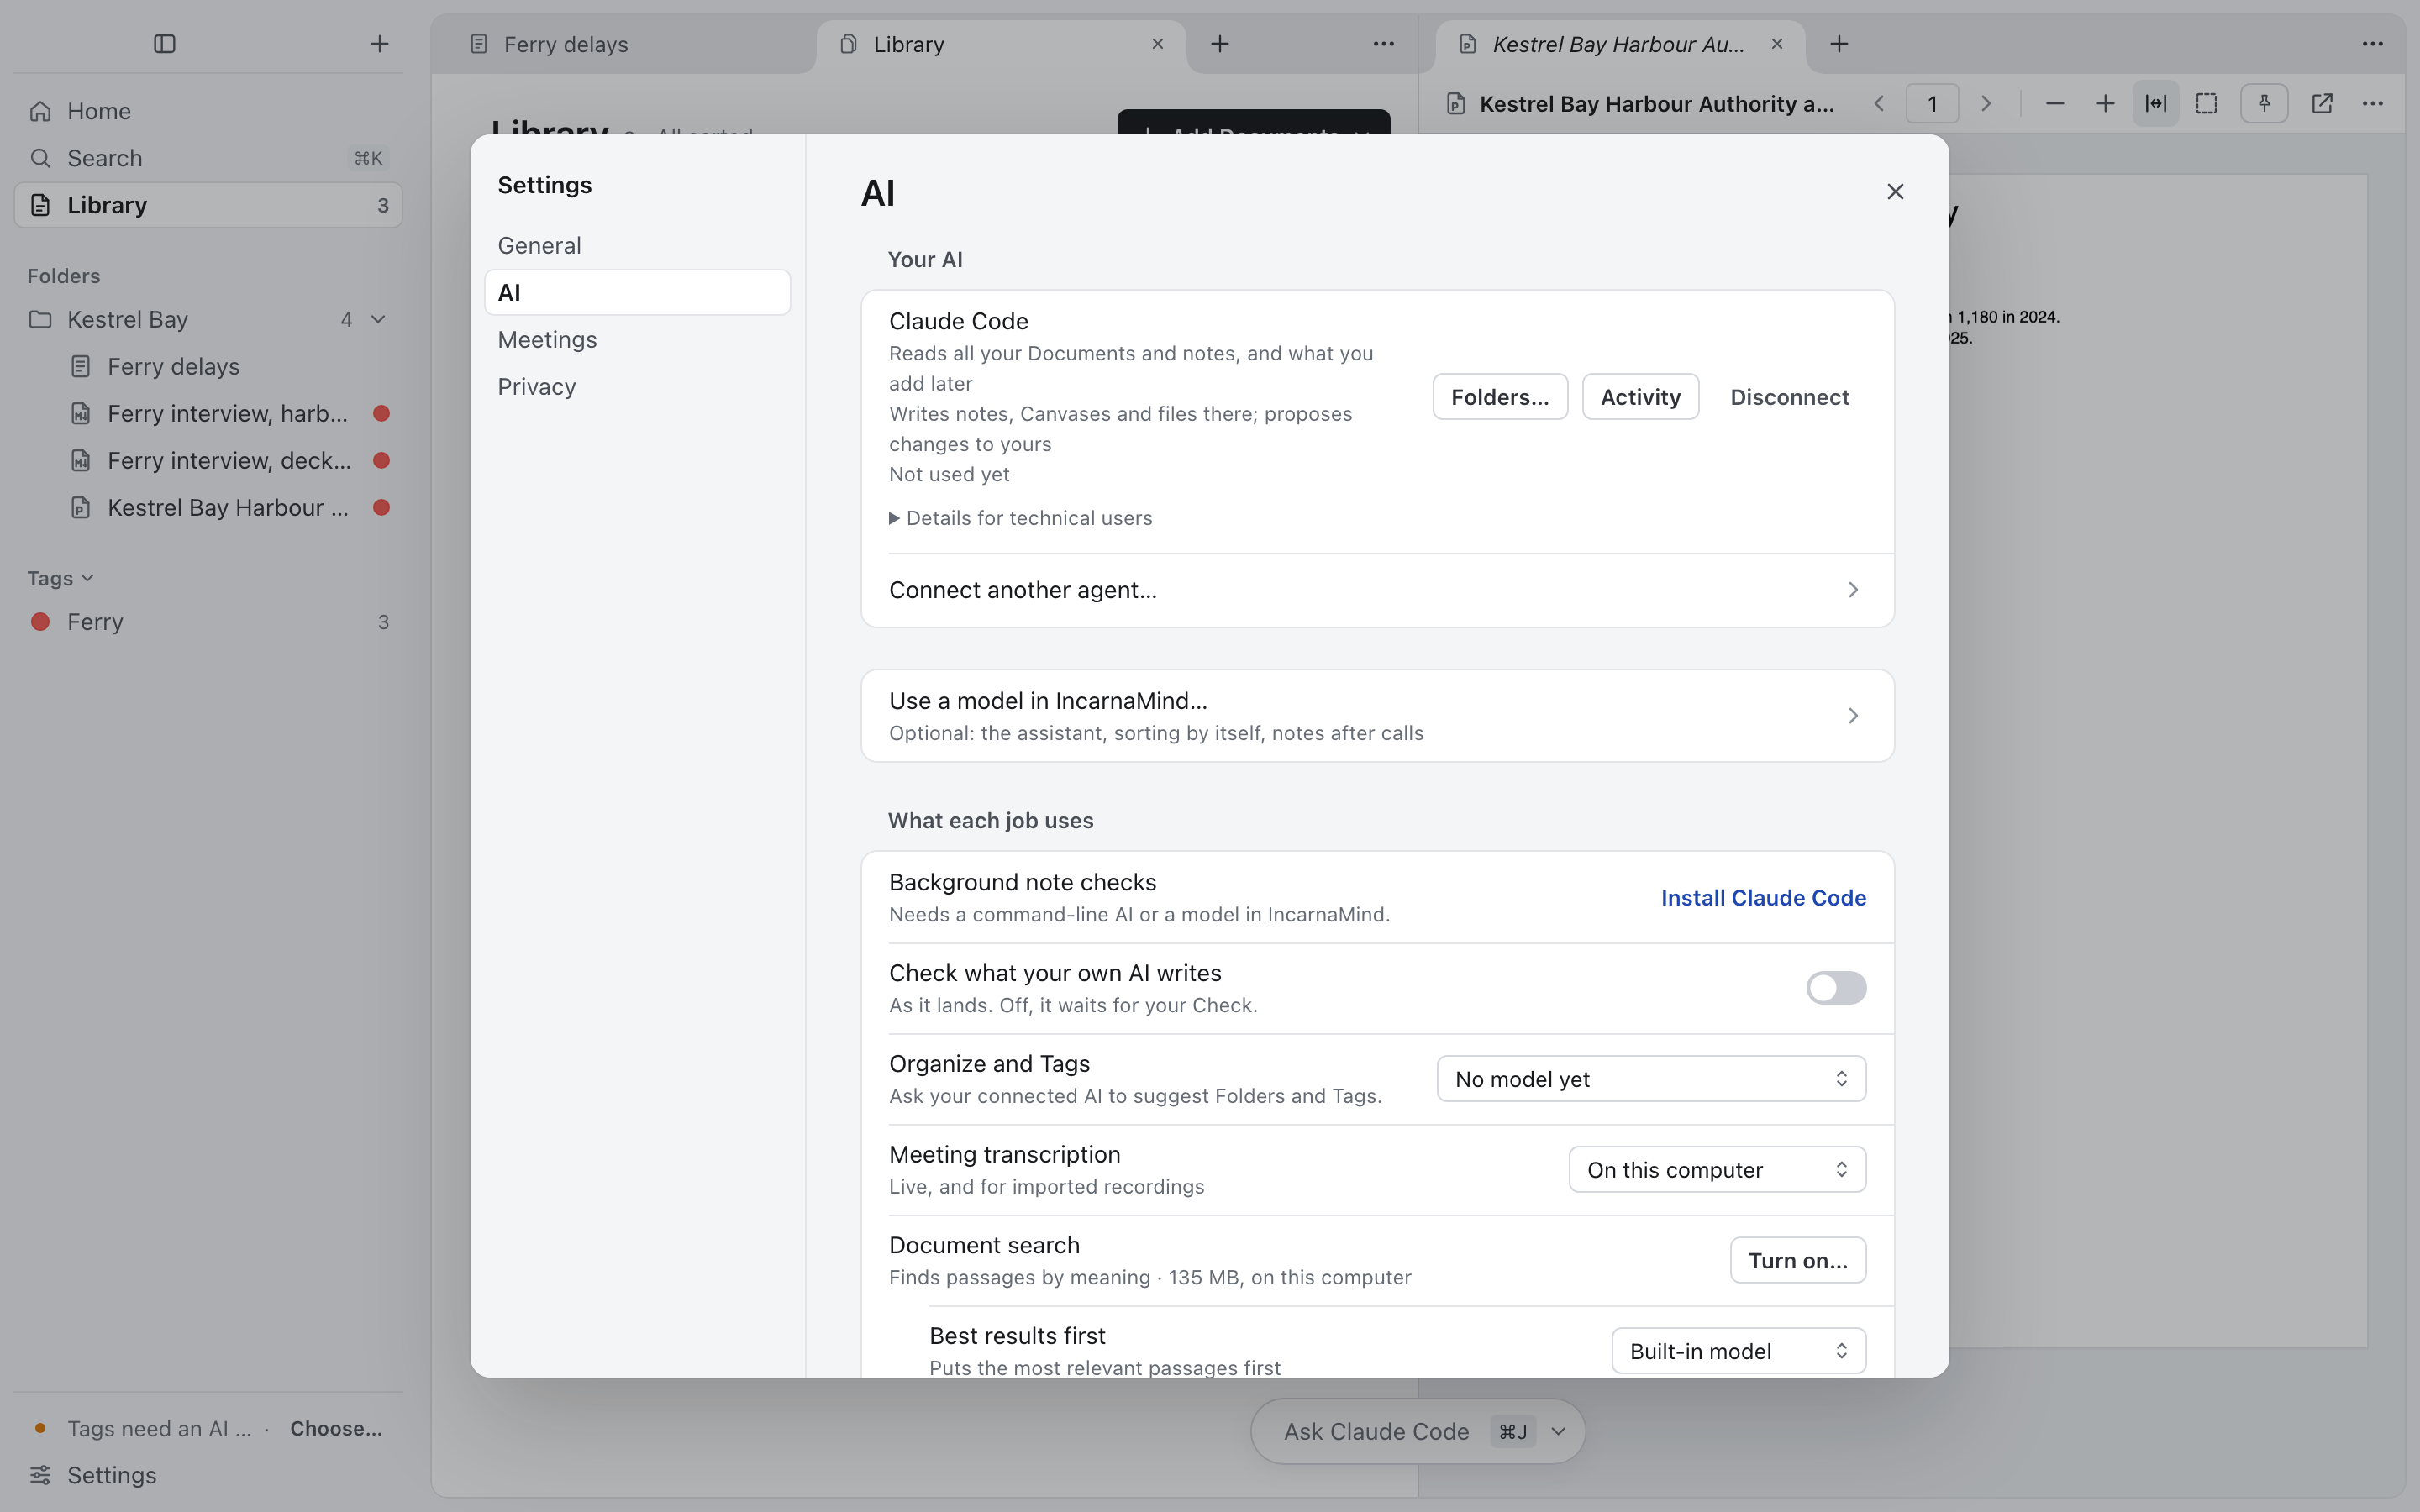 Ferry delays
Library
Kestrel Bay Harbour Au...
Home
Search
⌘K
Library
3
Folders
Kestrel Bay
4
Ferry delays
Ferry interview, harb...
Ferry interview, deck...
Kestrel Bay Harbour ...
Tags
Ferry
3
Tags need an AI ... · Choose...
Settings
Kestrel Bay Harbour Authority a...
1
1,180 in 2024.
25.
Settings
General
AI
Meetings
Privacy
AI
Your AI
Claude Code
Reads all your Documents and notes, and what you
add later
Writes notes, Canvases and files there; proposes
changes to yours
Not used yet
Folders...
Activity
Disconnect
Details for technical users
Connect another agent...
Use a model in IncarnaMind...
Optional: the assistant, sorting by itself, notes after calls
What each job uses
Background note checks
Needs a command-line AI or a model in IncarnaMind.
Install Claude Code
Check what your own AI writes
As it lands. Off, it waits for your Check.
Organize and Tags
Ask your connected AI to suggest Folders and Tags.
No model yet
Meeting transcription
Live, and for imported recordings
On this computer
Document search
Finds passages by meaning · 135 MB, on this computer
Turn on...
Best results first
Puts the most relevant passages first
Built-in model
Ask Claude Code
⌘J